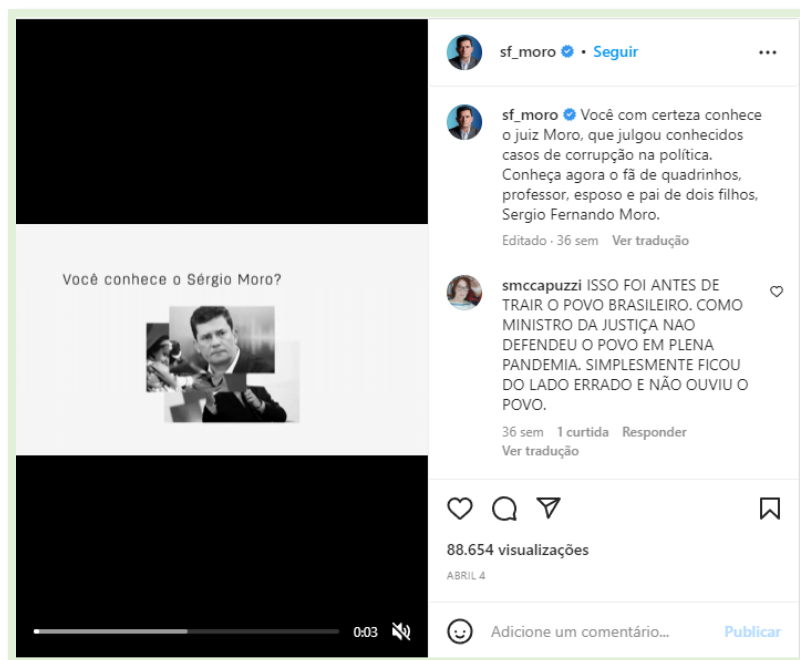 sf_moro • Seguir
sf_moro Você com certeza conhece
o juiz Moro, que julgou conhecidos
casos de corrupção na política.
Conheça agora o fã de quadrinhos,
professor, esposo e pai de dois filhos,
Sergio Fernando Moro.
Editado · 36 sem Ver tradução
Você conhece o Sérgio Moro?
smccapuzzi ISSO FOI ANTES DE
TRAIR O POVO BRASILEIRO. COMO
MINISTRO DA JUSTIÇA NAO
DEFENDEU O POVO EM PLENA
PANDEMIA. SIMPLESMENTE FICOU
DO LADO ERRADO E NÃO OUVIU O
POVO.
36 sem 1 curtida Responder
Ver tradução
88.654 visualizações
ABRIL 4
0:03
Adicione um comentário... Publicar